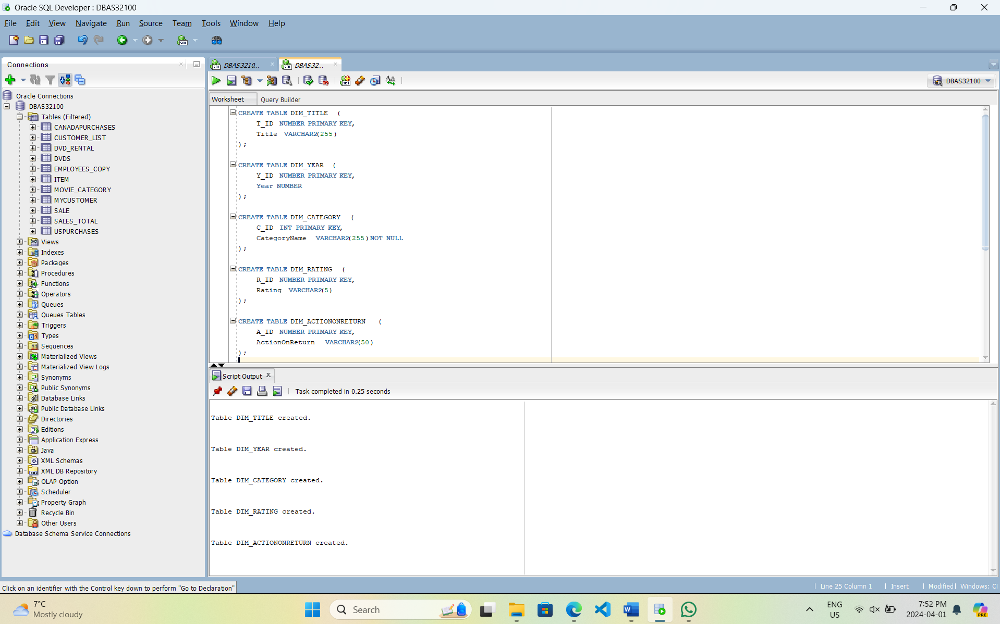 Oracle SQL Developer : DBAS32100
File Edit View Navigate Run Source Team Tools Window Help
Connections
DBAS3210...
DBAS32...
DBAS32100
Worksheet
Query Builder
Oracle Connections
DBAS32100
Tables (Filtered)
CANADAPURCHASES
CUSTOMER_LIST
DVD_RENTAL
DVDS
EMPLOYEES_COPY
ITEM
MOVIE_CATEGORY
MYCUSTOMER
SALE
SALES_TOTAL
USPURCHASES
Views
Indexes
Packages
Procedures
Functions
Operators
Queues
Queues Tables
Triggers
Types
Sequences
Materialized Views
Materialized View Logs
Synonyms
Public Synonyms
Database Links
Public Database Links
Directories
Editions
Application Express
Java
XML Schemas
XML DB Repository
OLAP Option
Scheduler
Property Graph
Recycle Bin
Other Users
Database Schema Service Connections
CREATE TABLE DIM_TITLE (
T_ID NUMBER PRIMARY KEY,
Title VARCHAR2(255)
);
CREATE TABLE DIM_YEAR (
Y_ID NUMBER PRIMARY KEY,
Year NUMBER
);
CREATE TABLE DIM_CATEGORY (
C_ID INT PRIMARY KEY,
CategoryName VARCHAR2(255)NOT NULL
);
CREATE TABLE DIM_RATING (
R_ID NUMBER PRIMARY KEY,
Rating VARCHAR2(5)
);
CREATE TABLE DIM_ACTIONONRETURN (
A_ID NUMBER PRIMARY KEY,
ActionOnReturn VARCHAR2(50)
);
Script Output
Task completed in 0.25 seconds
Table DIM_TITLE created.
Table DIM_YEAR created.
Table DIM_CATEGORY created.
Table DIM_RATING created.
Table DIM_ACTIONONRETURN created.
Click on an identifier with the Control key down to perform "Go to Declaration"
Line 25 Column 1
Insert
Modified
Windows: Cl
7°C
Mostly cloudy
Search
ENG
US
7:52 PM
2024-04-01
PRE